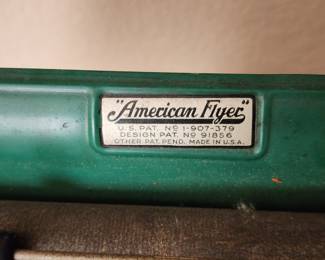 "American Flyer"
U.S. PAT. Nº 1-907-379
DESIGN PAT. Nº 91856
OTHER PAT. PEND. MADE IN U.S.A.